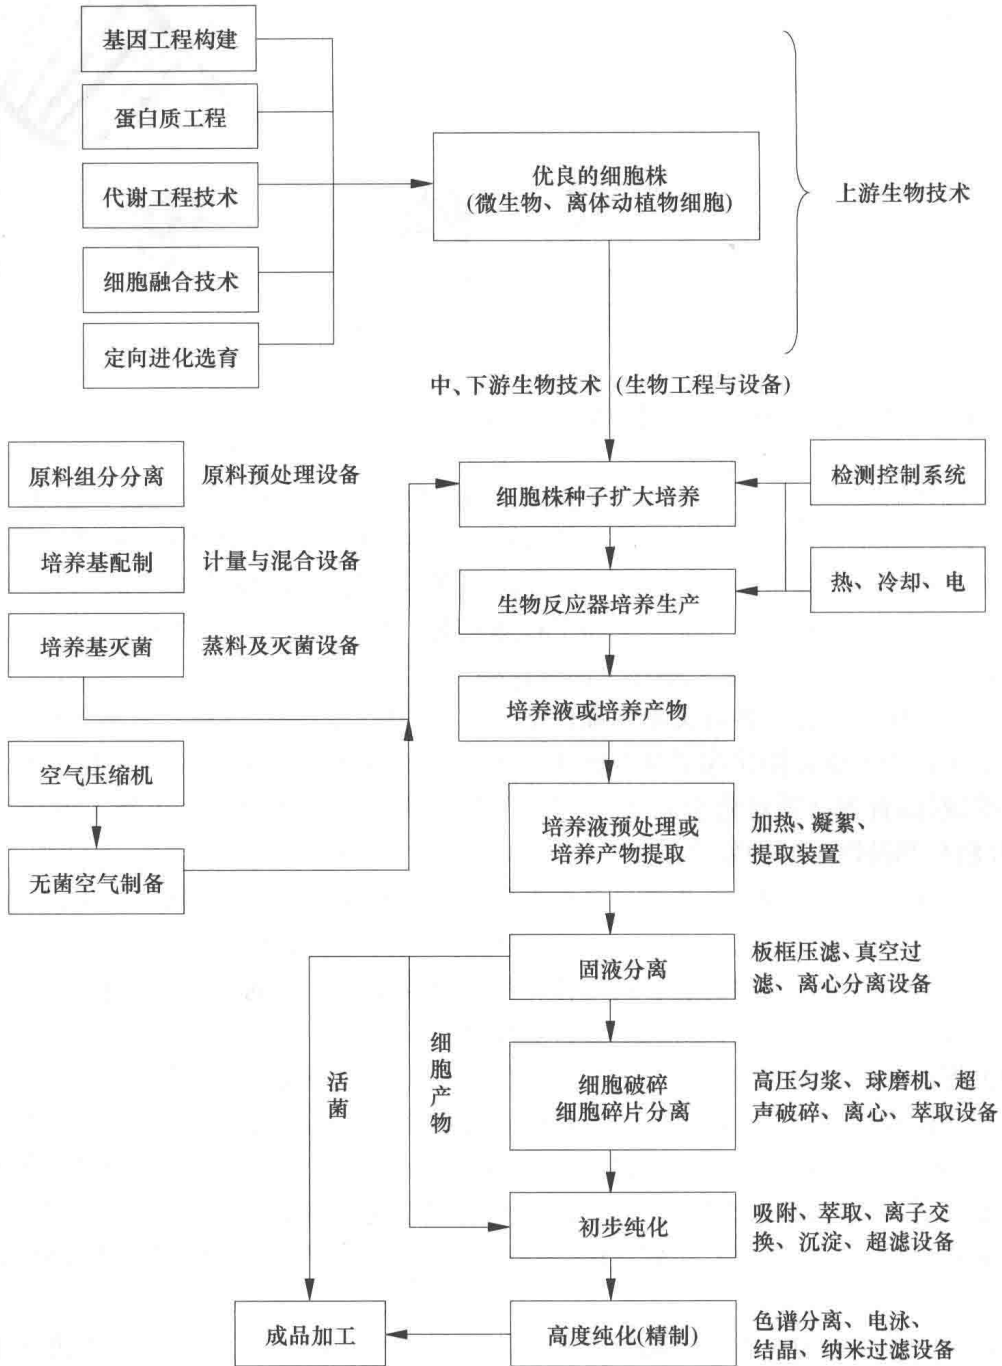 基因工程构建
蛋白质工程
代谢工程技术
细胞融合技术
定向进化选育
优良的细胞株
(微生物、离体动植物细胞)
上游生物技术
中、下游生物技术 (生物工程与设备)
原料组分分离
原料预处理设备
培养基配制
计量与混合设备
培养基灭菌
蒸料及灭菌设备
空气压缩机
无菌空气制备
细胞株种子扩大培养
检测控制系统
生物反应器培养生产
热、冷却、电
培养液或培养产物
培养液预处理或
培养产物提取
加热、凝絮、
提取装置
固液分离
板框压滤、真空过
滤、离心分离设备
活菌
细胞产物
细胞破碎
细胞碎片分离
高压匀浆、球磨机、超
声破碎、离心、萃取设备
初步纯化
吸附、萃取、离子交
换、沉淀、超滤设备
成品加工
高度纯化(精制)
色谱分离、电泳、
结晶、纳米过滤设备